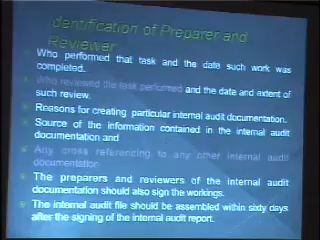 Identification of Preparer and
Reviewer
Who performed that task and the date such work was
completed.
Who reviewed the task performed and the date and extent of
such review.
Reasons for creating particular internal audit documentation.
Source of the information contained in the internal audit
documentation and
Any cross referencing to any other internal audit
documentation
The preparers and reviewers of the internal audit
documentation should also sign the workings.
The internal audit file should be assembled within sixty days
after the signing of the internal audit report.